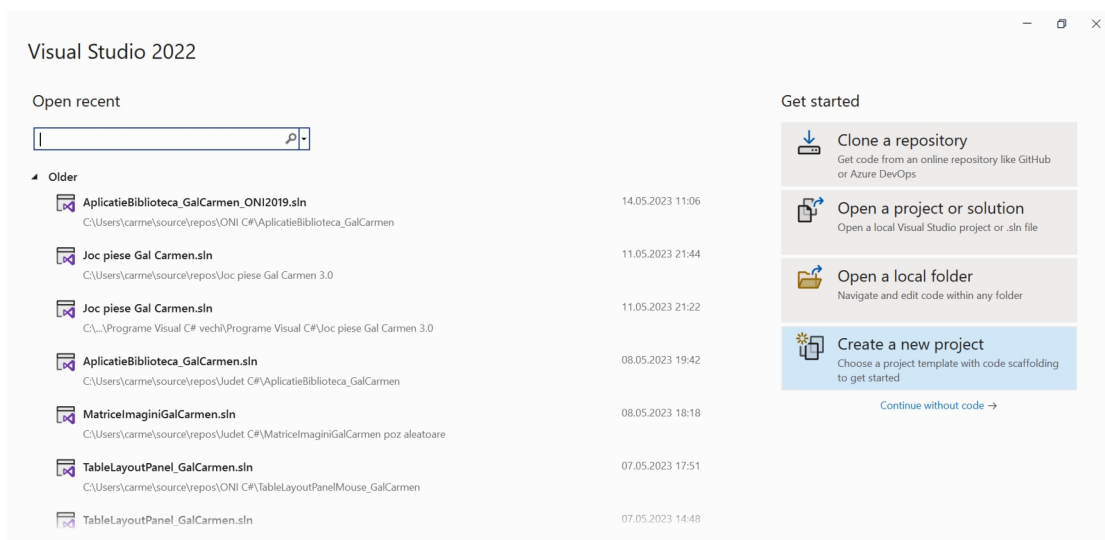 Visual Studio 2022
Open recent
Older
AplicatieBiblioteca_GalCarmen_ONI2019.sln
14.05.2023 11:06
C:\Users\carme\source\repos\ONI C#\AplicatieBiblioteca_GalCarmen
Joc piese Gal Carmen.sln
11.05.2023 21:44
C:\Users\carme\source\repos\Joc piese Gal Carmen 3.0
Joc piese Gal Carmen.sln
11.05.2023 21:22
C:\...\Programe Visual C# vechi\Programe Visual C#\Joc piese Gal Carmen 3.0
AplicatieBiblioteca_GalCarmen.sln
08.05.2023 19:42
C:\Users\carme\source\repos\Judet C#\AplicatieBiblioteca_GalCarmen
MatriceImaginiGalCarmen.sln
08.05.2023 18:18
C:\Users\carme\source\repos\Judet C#\MatriceImaginiGalCarmen poz aleatoare
TableLayoutPanel_GalCarmen.sln
07.05.2023 17:51
C:\Users\carme\source\repos\ONI C#\TableLayoutPanelMouse_GalCarmen
TableLayoutPanel_GalCarmen.sln
07.05.2023 14:48
Get started
Clone a repository
Get code from an online repository like GitHub
or Azure DevOps
Open a project or solution
Open a local Visual Studio project or .sln file
Open a local folder
Navigate and edit code within any folder
Create a new project
Choose a project template with code scaffolding
to get started
Continue without code →